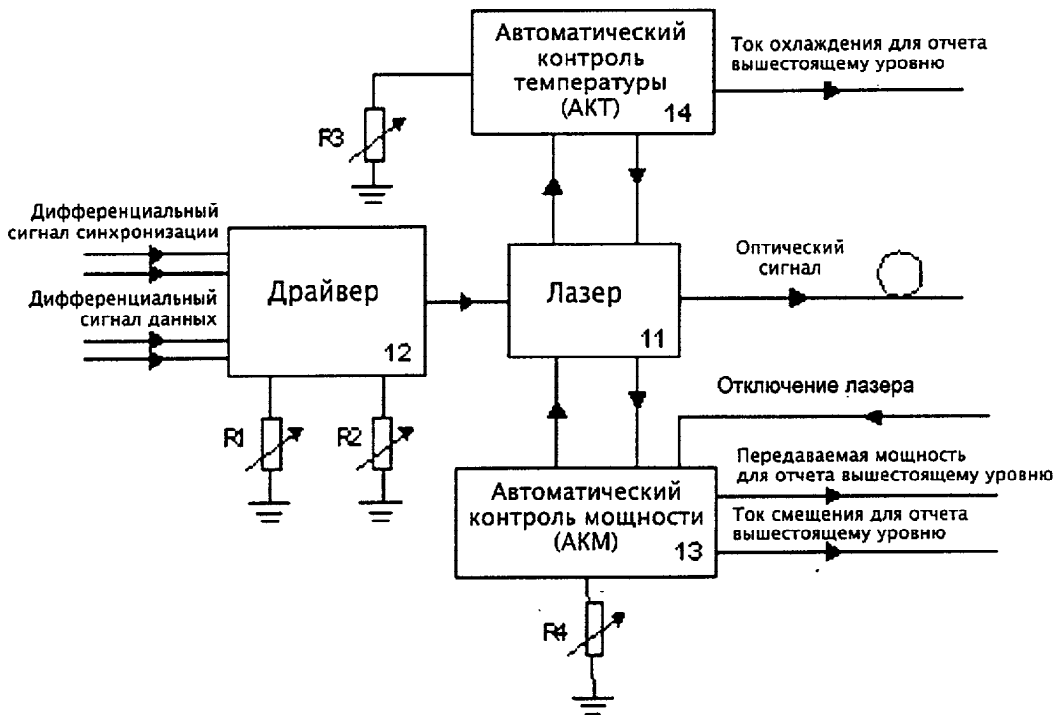 Автоматический
контроль
температуры
(АКТ)
14
Ток охлаждения для отчета
вышестоящему уровню
R3
Дифференциальный
сигнал синхронизации
Дифференциальный
сигнал данных
Драйвер
12
Лазер
11
Оптический
сигнал
R1
R2
Отключение лазера
Автоматический
контроль мощности
(АКМ)
13
Передаваемая мощность
для отчета вышестоящему уровню
Ток смещения для отчета
вышестоящему уровню
R4